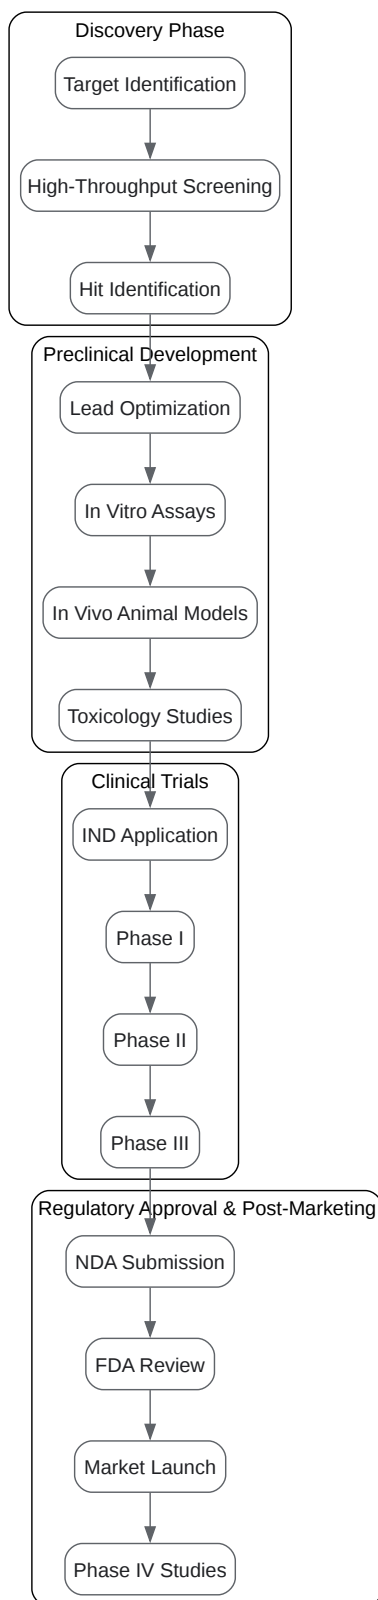 Discovery Phase
Target Identification
High-Throughput Screening
Hit Identification
Preclinical Development
Lead Optimization
In Vitro Assays
In Vivo Animal Models
Toxicology Studies
Clinical Trials
IND Application
Phase I
Phase II
Phase III
Regulatory Approval & Post-Marketing
NDA Submission
FDA Review
Market Launch
Phase IV Studies